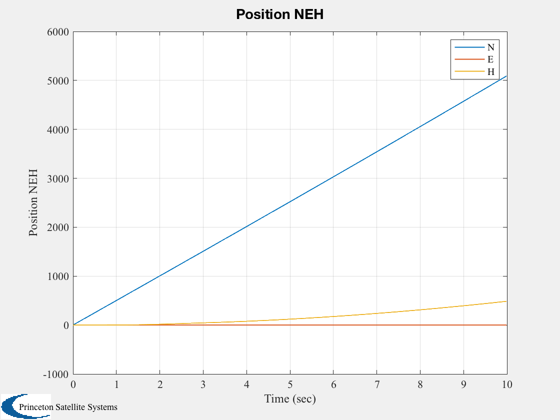 Position NEH
6000
5000
4000
3000
2000
1000
0
-1000
Position NEH
N
E
H
0 1 2 3 4 5 6 7 8 9 10
Time (sec)
Princeton Satellite Systems